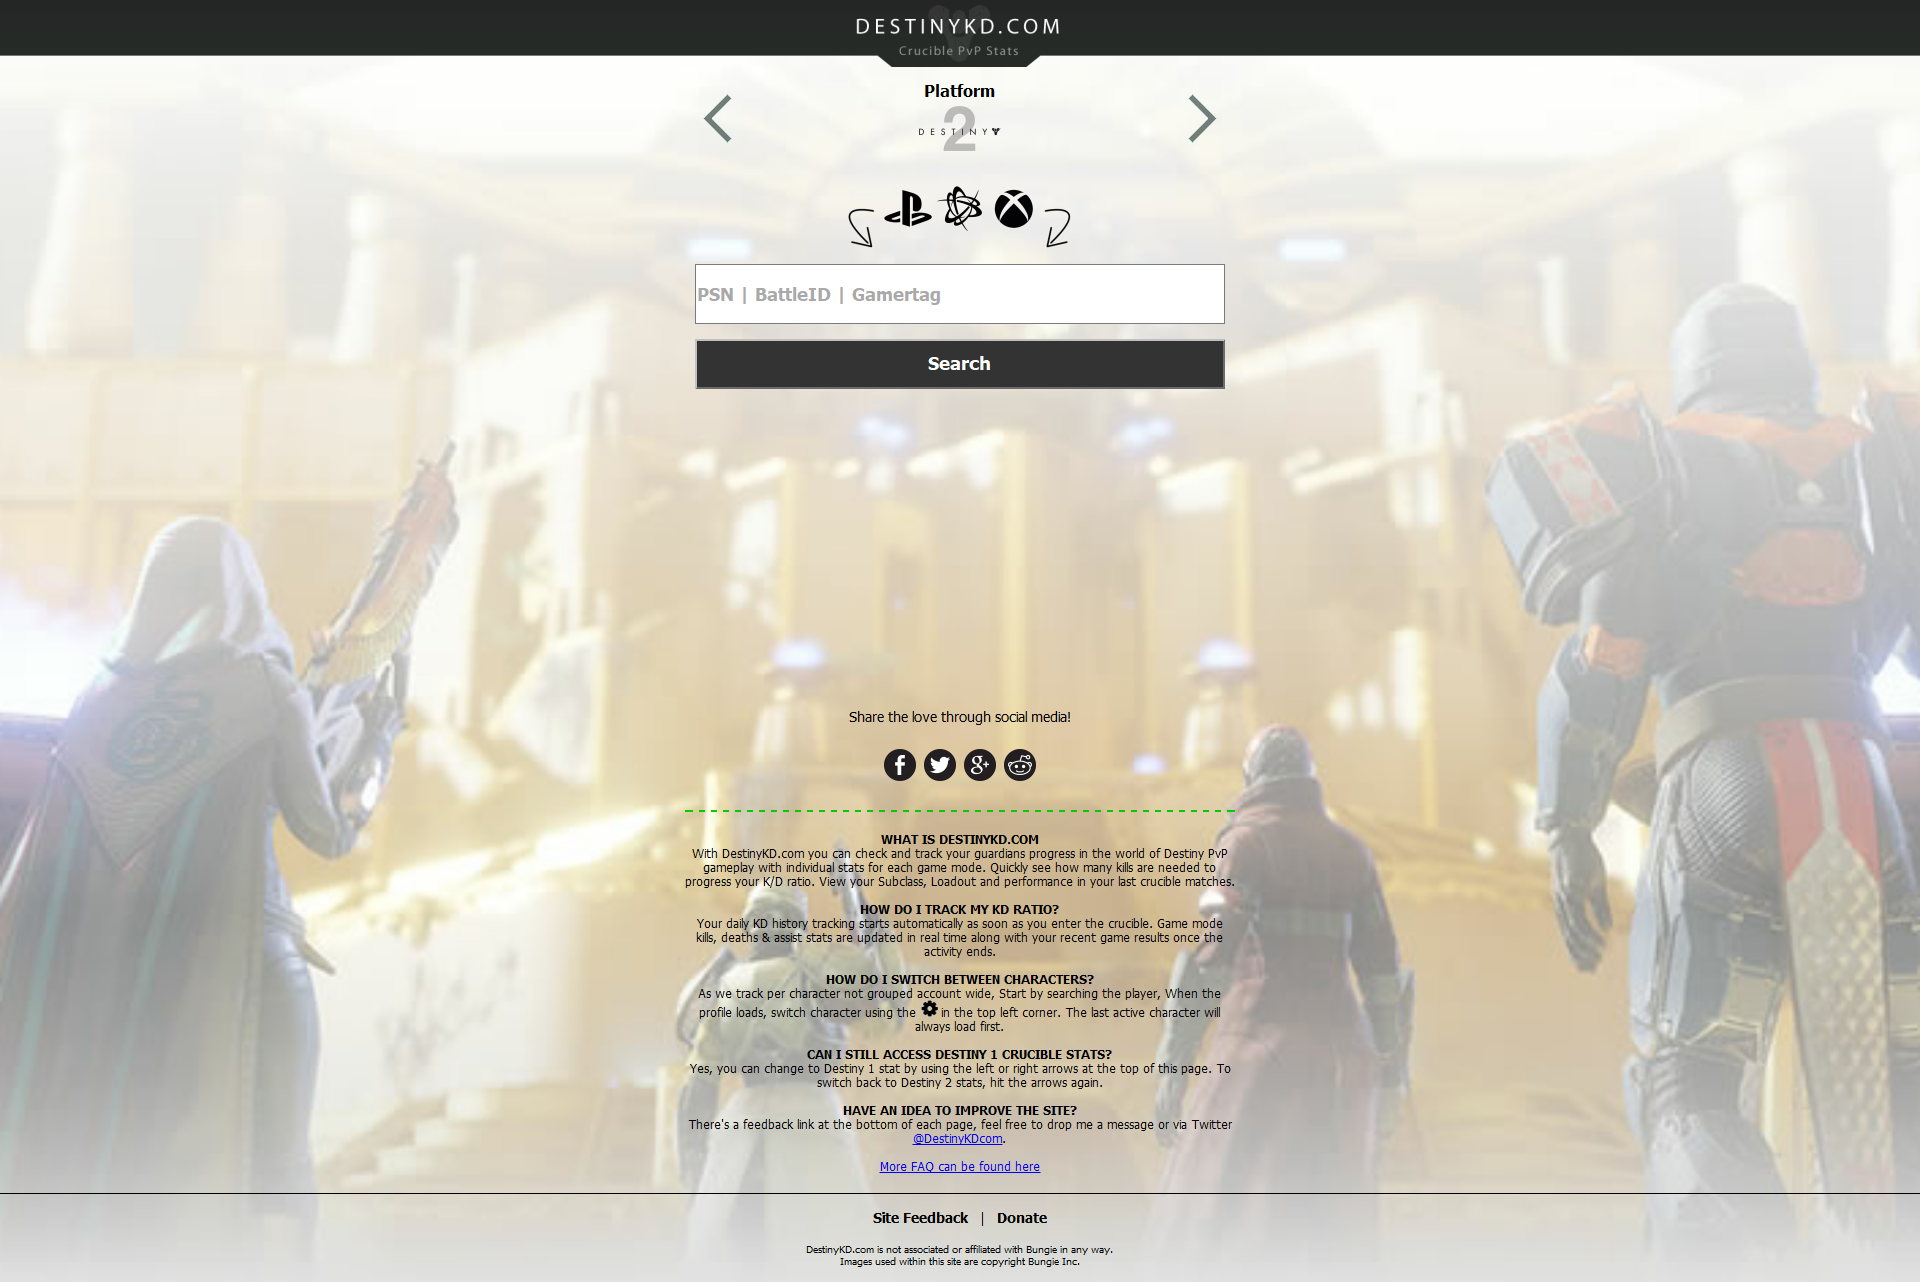 DESTINYKD.COM
Crucible PvP Stats
Platform
2
DESTINY
PSN | BattleID | Gamertag
Search
Share the love through social media!
WHAT IS DESTINYKD.COM
With DestinyKD.com you can check and track your guardians progress in the world of Destiny PvP
gameplay with individual stats for each game mode. Quickly see how many kills are needed to
progress your K/D ratio. View your Subclass, Loadout and performance in your last crucible matches.
HOW DO I TRACK MY KD RATIO?
Your daily KD history tracking starts automatically as soon as you enter the crucible. Game mode
kills, deaths & assist stats are updated in real time along with your recent game results once the
activity ends.
HOW DO I SWITCH BETWEEN CHARACTERS?
As we track per character not grouped account wide, Start by searching the player, When the
profile loads, switch character using the in the top left corner. The last active character will
always load first.
CAN I STILL ACCESS DESTINY 1 CRUCIBLE STATS?
Yes, you can change to Destiny 1 stat by using the left or right arrows at the top of this page. To
switch back to Destiny 2 stats, hit the arrows again.
HAVE AN IDEA TO IMPROVE THE SITE?
There's a feedback link at the bottom of each page, feel free to drop me a message or via Twitter
@DestinyKDcom.
More FAQ can be found here
Site Feedback | Donate
DestinyKD.com is not associated or affiliated with Bungie in any way.
Images used within this site are copyright Bungie Inc.